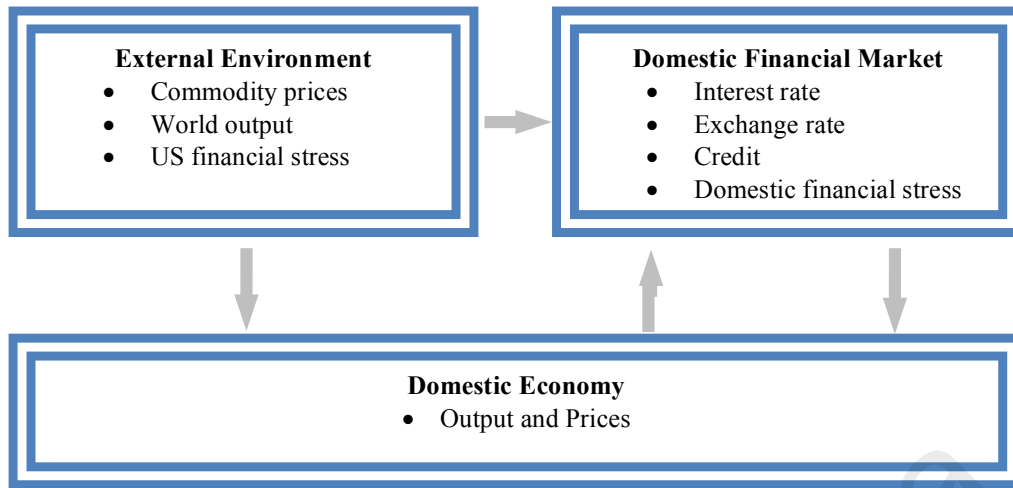 External Environment
• Commodity prices
• World output
• US financial stress
Domestic Financial Market
• Interest rate
• Exchange rate
• Credit
• Domestic financial stress
Domestic Economy
• Output and Prices